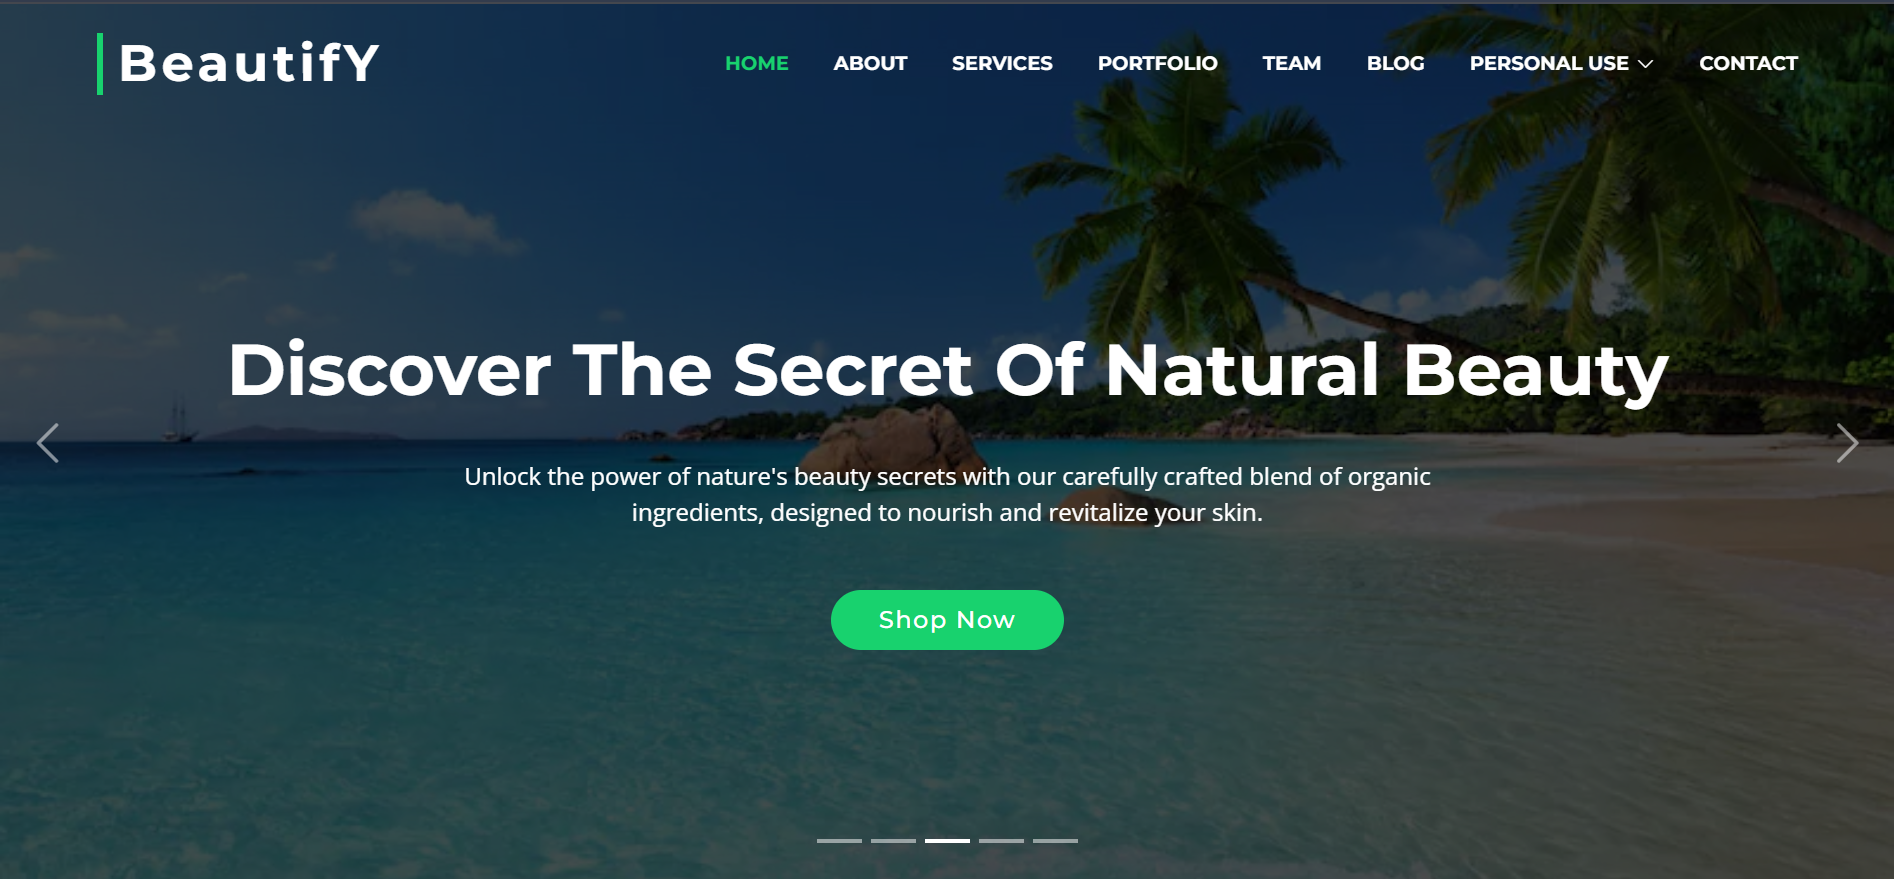 BeautifY
HOME ABOUT SERVICES PORTFOLIO TEAM BLOG PERSONAL USE CONTACT
Discover The Secret Of Natural Beauty
Unlock the power of nature's beauty secrets with our carefully crafted blend of organic
ingredients, designed to nourish and revitalize your skin.
Shop Now